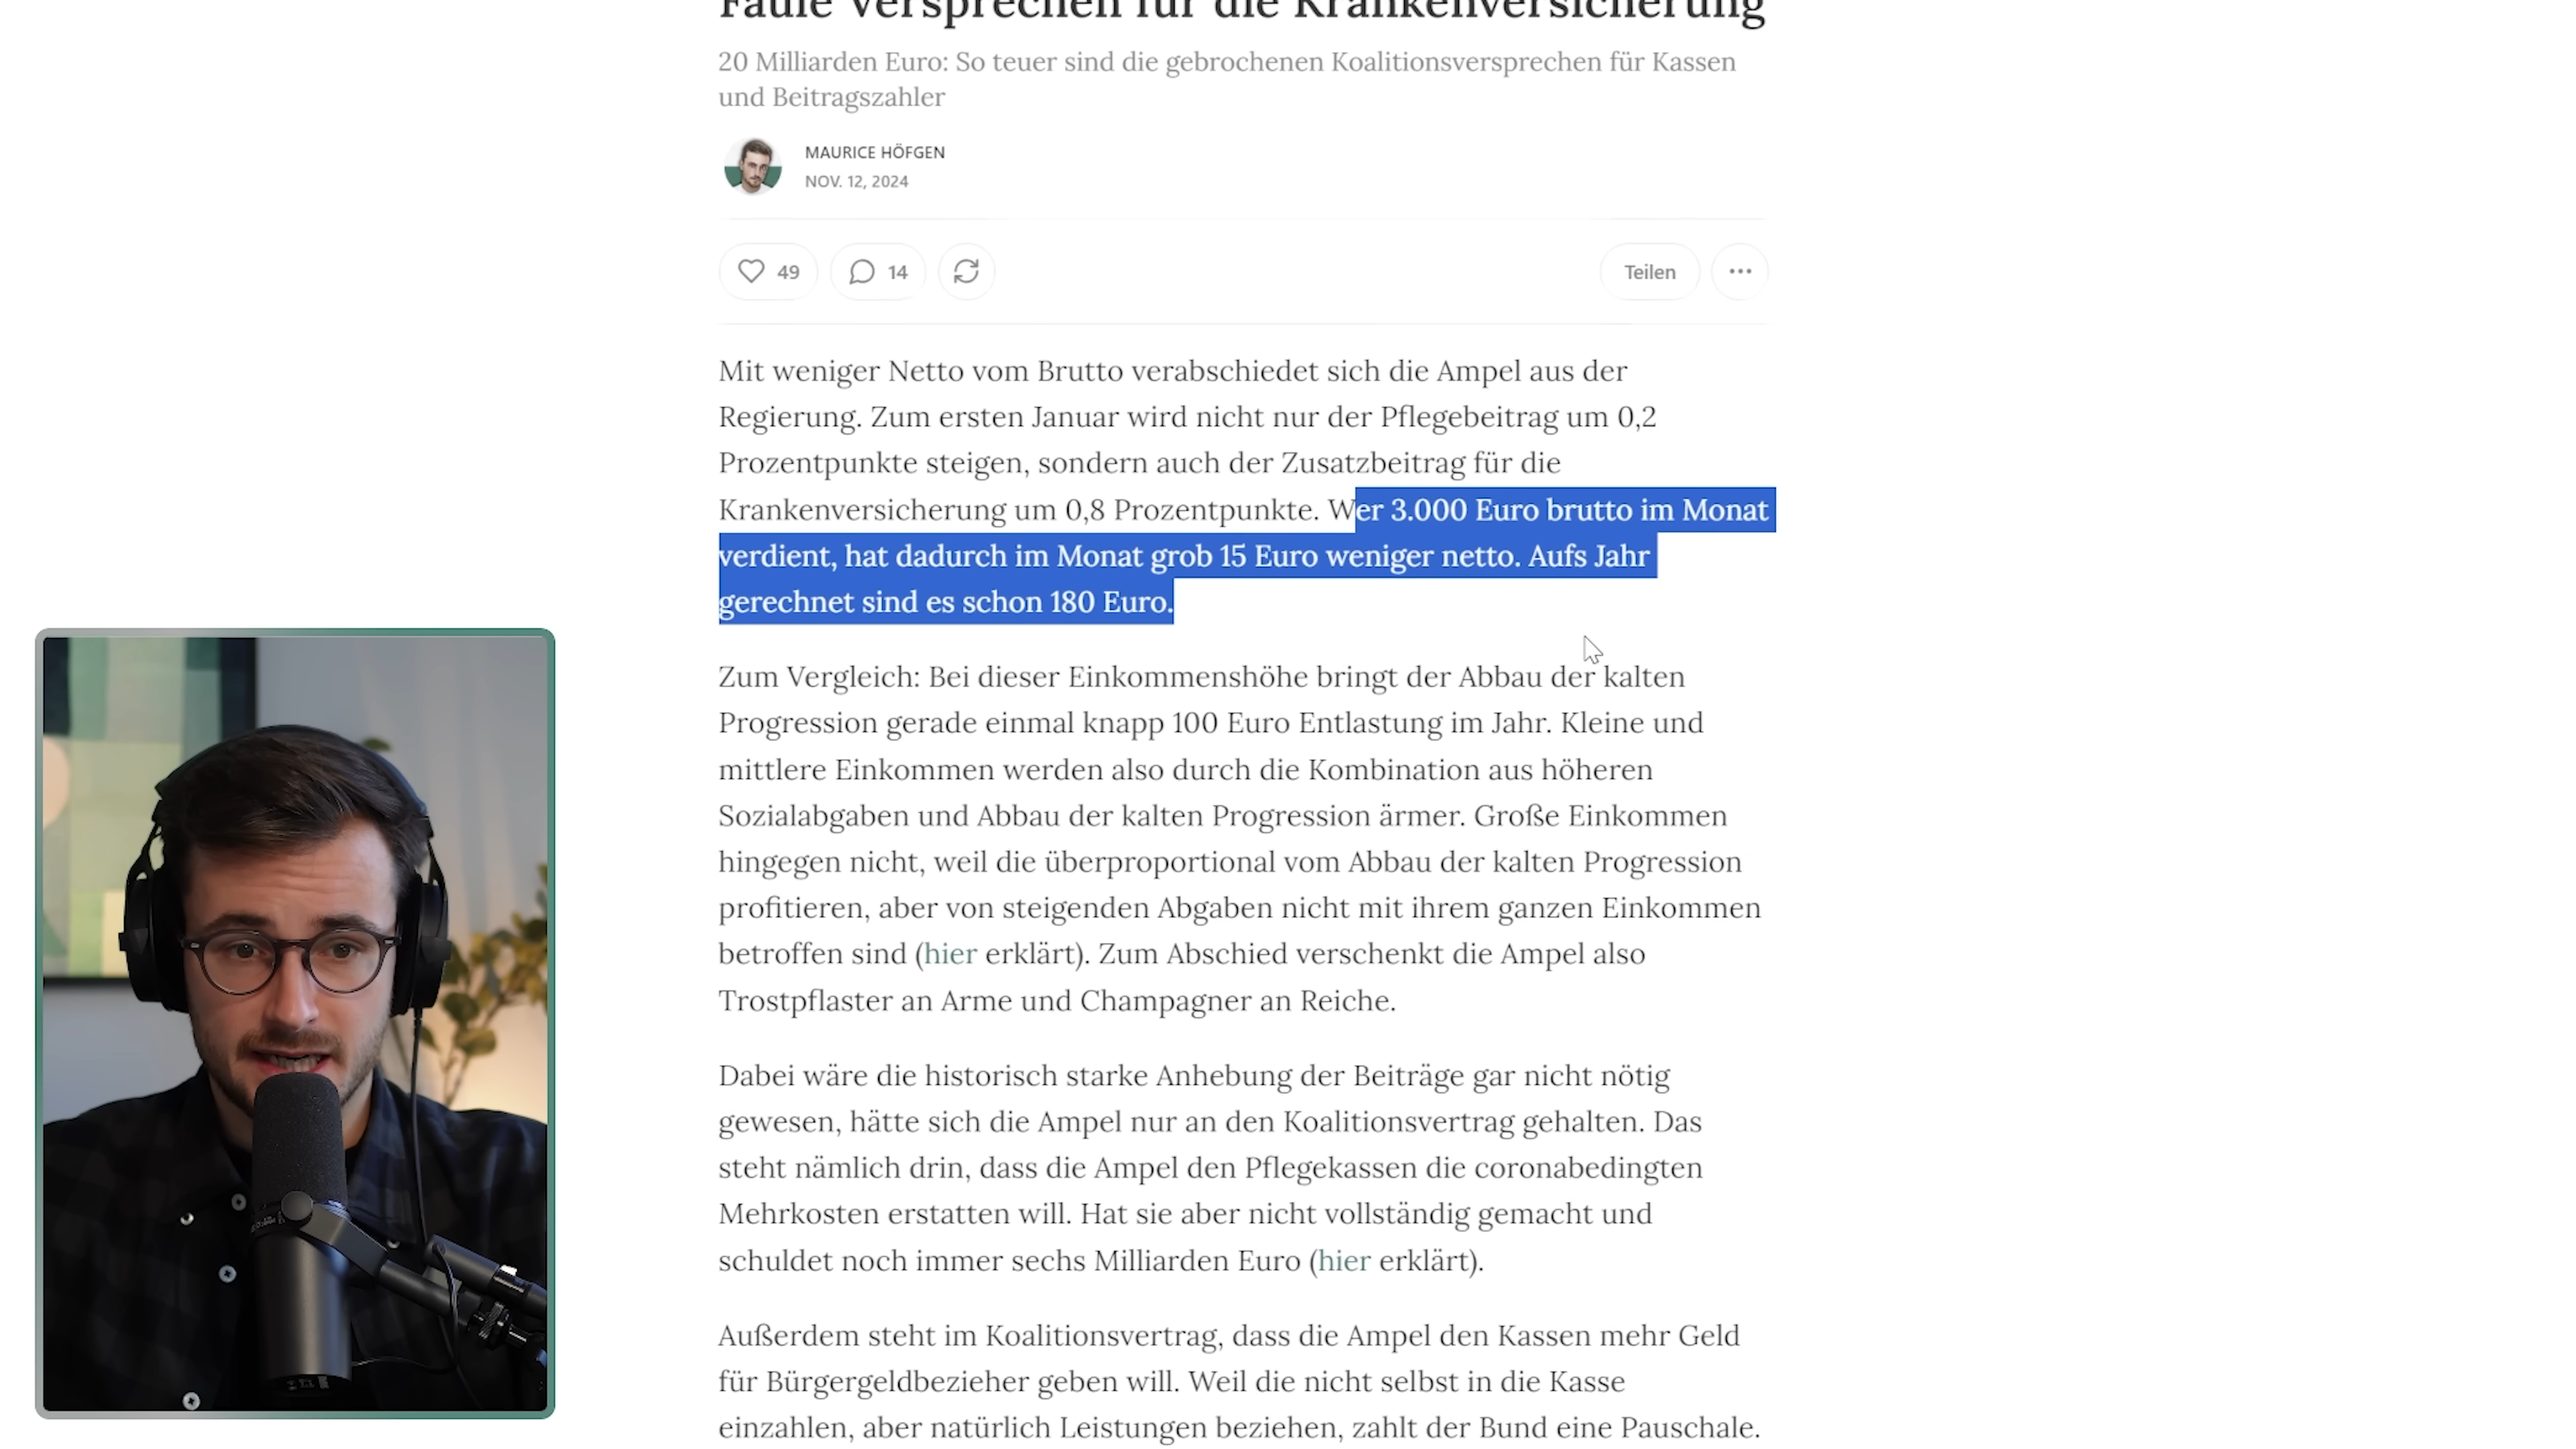 Faule Versprechen für die Krankenversicherung
20 Milliarden Euro: So teuer sind die gebrochenen Koalitionsversprechen für Kassen
und Beitragszahler
MAURICE HÖFGEN
NOV. 12, 2024
49
14
Teilen
Mit weniger Netto vom Brutto verabschiedet sich die Ampel aus der
Regierung. Zum ersten Januar wird nicht nur der Pflegebeitrag um 0,2
Prozentpunkte steigen, sondern auch der Zusatzbeitrag für die
Krankenversicherung um 0,8 Prozentpunkte. Wer 3.000 Euro brutto im Monat
verdient, hat dadurch im Monat grob 15 Euro weniger netto. Aufs Jahr
gerechnet sind es schon 180 Euro.
Zum Vergleich: Bei dieser Einkommenshöhe bringt der Abbau der kalten
Progression gerade einmal knapp 100 Euro Entlastung im Jahr. Kleine und
mittlere Einkommen werden also durch die Kombination aus höheren
Sozialabgaben und Abbau der kalten Progression ärmer. Große Einkommen
hingegen nicht, weil die überproportional vom Abbau der kalten Progression
profitieren, aber von steigenden Abgaben nicht mit ihrem ganzen Einkommen
betroffen sind (hier erklärt). Zum Abschied verschenkt die Ampel also
Trostpflaster an Arme und Champagner an Reiche.
Dabei wäre die historisch starke Anhebung der Beiträge gar nicht nötig
gewesen, hätte sich die Ampel nur an den Koalitionsvertrag gehalten. Das
steht nämlich drin, dass die Ampel den Pflegekassen die coronabedingten
Mehrkosten erstatten will. Hat sie aber nicht vollständig gemacht und
schuldet noch immer sechs Milliarden Euro (hier erklärt).
Außerdem steht im Koalitionsvertrag, dass die Ampel den Kassen mehr Geld
für Bürgergeldbezieher geben will. Weil die nicht selbst in die Kasse
einzahlen, aber natürlich Leistungen beziehen, zahlt der Bund eine Pauschale.